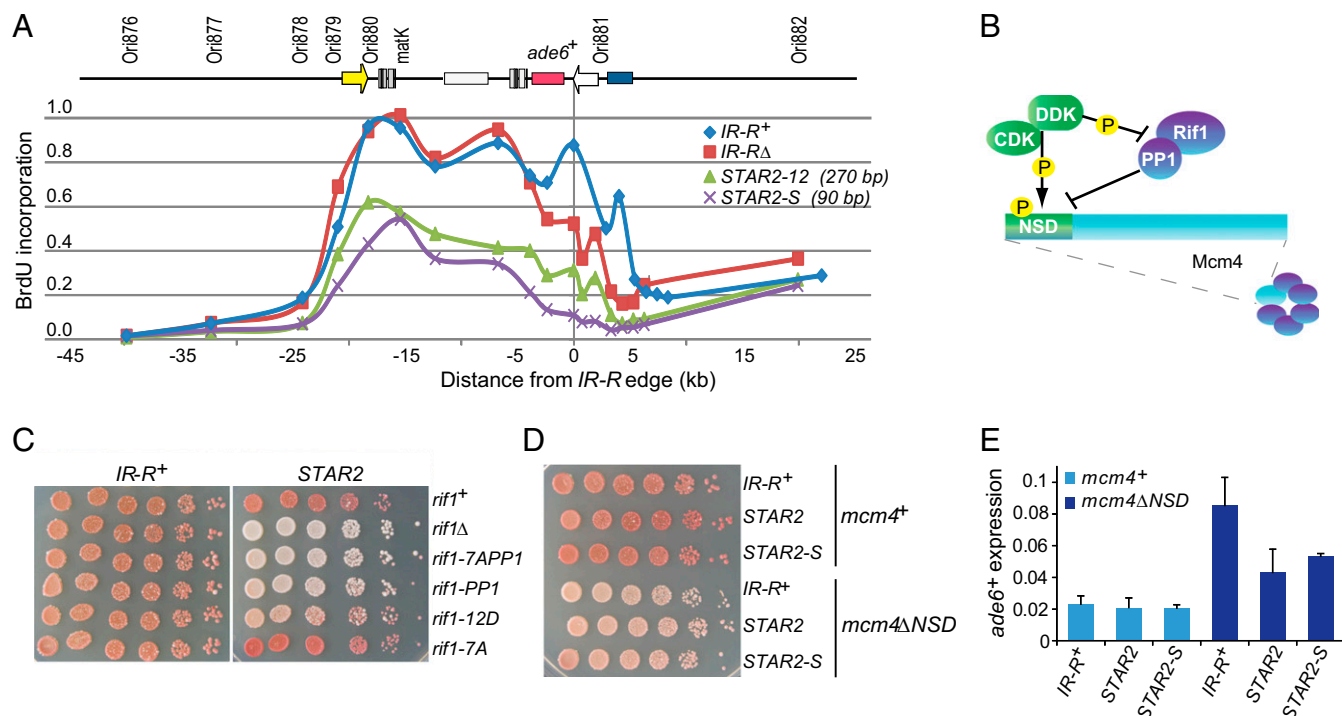 A
Ori876
Ori877
Ori878
Ori879
Ori880
matK
ade6+
Ori881
Ori882
BrdU incorporation
1.0
0.8
0.6
0.4
0.2
0.0
-45
-35
-25
-15
-5
0
5
15
25
Distance from IR-R edge (kb)
IR-R+
IR-RΔ
STAR2-12 (270 bp)
STAR2-S (90 bp)
B
DDK
CDK
P
P
Rif1
PP1
P
NSD
Mcm4
C
IR-R+
STAR2
rif1+
rif1Δ
rif1-7APP1
rif1-PP1
rif1-12D
rif1-7A
D
IR-R+
STAR2
STAR2-S
mcm4+
IR-R+
STAR2
STAR2-S
mcm4ΔNSD
E
mcm4+
mcm4ΔNSD
ade6+ expression
0.1
0.08
0.06
0.04
0.02
0
IR-R+
STAR2
STAR2-S
IR-R+
STAR2
STAR2-S